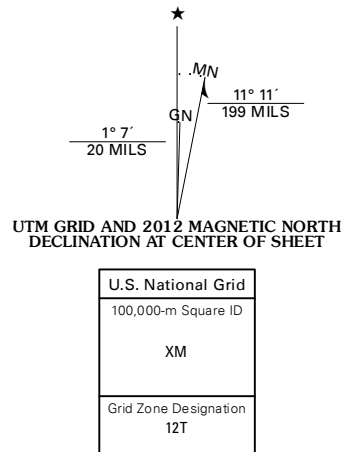 ★
MN
11° 11´
199 MILS
GN
1° 7´
20 MILS
UTM GRID AND 2012 MAGNETIC NORTH
DECLINATION AT CENTER OF SHEET
U.S. National Grid
100,000-m Square ID
XM
Grid Zone Designation
12T